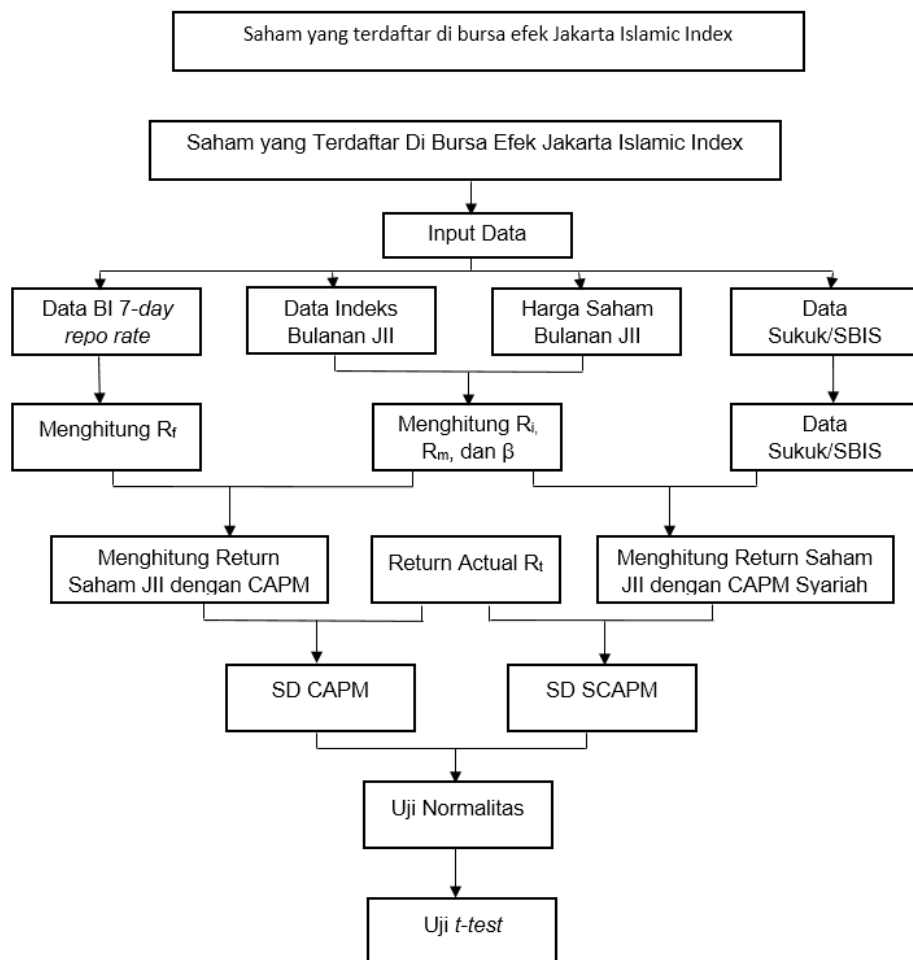 Saham yang terdaftar di bursa efek Jakarta Islamic Index
Saham yang Terdaftar Di Bursa Efek Jakarta Islamic Index
Input Data
Data BI 7-day
repo rate
Data Indeks
Bulanan JII
Harga Saham
Bulanan JII
Data
Sukuk/SBIS
Menghitung Rf
Menghitung Ri,
Rm, dan β
Data
Sukuk/SBIS
Menghitung Return
Saham JII dengan CAPM
Return Actual Rt
Menghitung Return Saham
JII dengan CAPM Syariah
SD CAPM
SD SCAPM
Uji Normalitas
Uji t-test